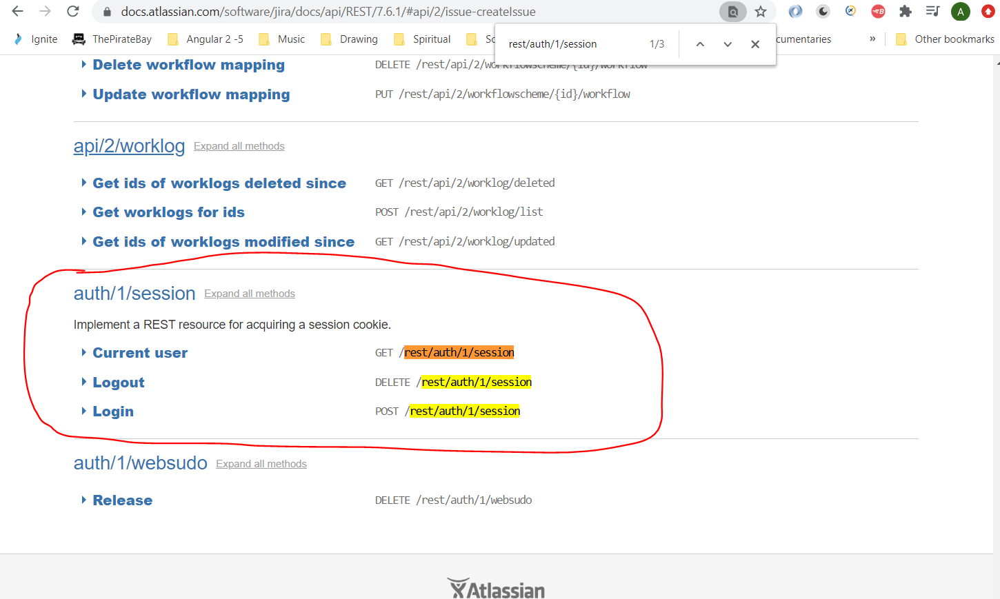 docs.atlassian.com/software/jira/docs/api/REST/7.6.1/#api/2/issue-createIssue
A
Ignite ThePirateBay Angular 2 -5 Music Drawing Spiritual cumentaries » Other bookmarks
rest/auth/1/session 1/3
Delete workflow mapping DELETE /rest/api/2/workflowscheme/{id}/workflow
Update workflow mapping PUT /rest/api/2/workflowscheme/{id}/workflow
api/2/worklog Expand all methods
Get ids of worklogs deleted since GET /rest/api/2/worklog/deleted
Get worklogs for ids POST /rest/api/2/worklog/list
Get ids of worklogs modified since GET /rest/api/2/worklog/updated
auth/1/session Expand all methods
Implement a REST resource for acquiring a session cookie.
Current user GET /rest/auth/1/session
Logout DELETE /rest/auth/1/session
Login POST /rest/auth/1/session
auth/1/websudo Expand all methods
Release DELETE /rest/auth/1/websudo
Atlassian